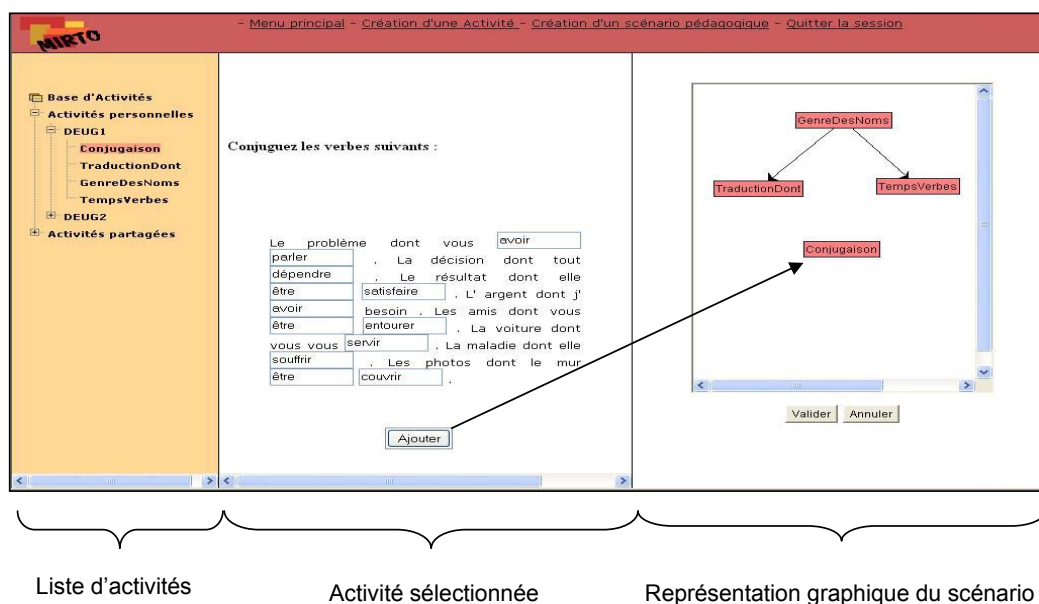 MIRTO
- Menu principal - Création d'une Activité - Création d'un scénario pédagogique - Quitter la session
Base d'Activités
Activités personnelles
DEUG1
Conjugaison
TraductionDont
GenreDesNoms
TempsVerbes
DEUG2
Activités partagées
Conjuguez les verbes suivants :
Le problème dont vous avoir
parler . La décision dont tout
dépendre . Le résultat dont elle
être satisfaire . L' argent dont j'
avoir besoin . Les amis dont vous
être entourer . La voiture dont
vous vous servir . La maladie dont elle
souffrir . Les photos dont le mur
être couvrir .
Ajouter
GenreDesNoms
TraductionDont TempsVerbes
Conjugaison
Valider Annuler
Liste d'activités
Activité sélectionnée
Représentation graphique du scénario